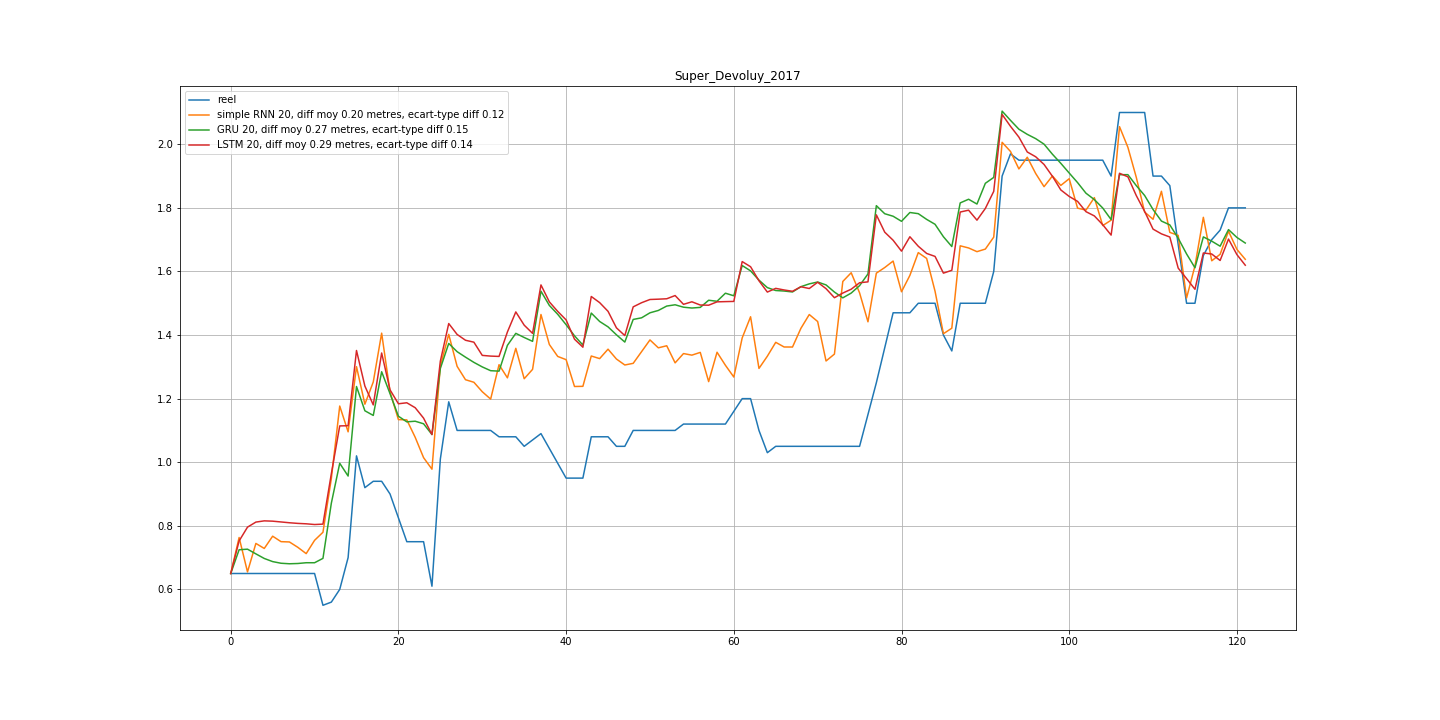 Super_Devoluy_2017
reel
simple RNN 20, diff moy 0.20 metres, ecart-type diff 0.12
GRU 20, diff moy 0.27 metres, ecart-type diff 0.15
LSTM 20, diff moy 0.29 metres, ecart-type diff 0.14
2.0
1.8
1.6
1.4
1.2
1.0
0.8
0.6
0 20 40 60 80 100 120